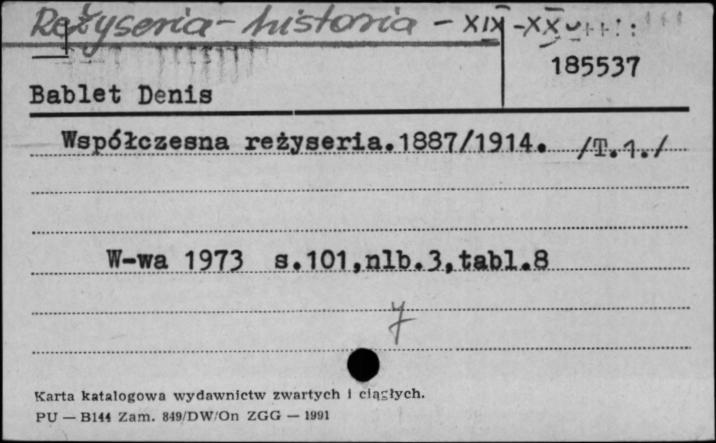 Reżyseria - historia - XIX - XX
185537
Bablet Denis
Współczesna reżyseria.1887/1914. /T.1./
W-wa 1973 s.101,nlb.3,tabl.8
7
Karta katalogowa wydawnictw zwartych i ciągłych.
PU — B144 Zam. 849/DW/On ZGG — 1991